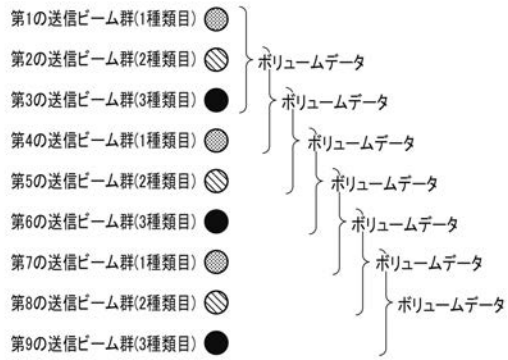 第1の送信ビーム群(1種類目)
第2の送信ビーム群(2種類目)
ボリュームデータ
第3の送信ビーム群(3種類目)
ボリュームデータ
第4の送信ビーム群(1種類目)
ボリュームデータ
第5の送信ビーム群(2種類目)
ボリュームデータ
第6の送信ビーム群(3種類目)
ボリュームデータ
第7の送信ビーム群(1種類目)
ボリュームデータ
第8の送信ビーム群(2種類目)
ボリュームデータ
第9の送信ビーム群(3種類目)